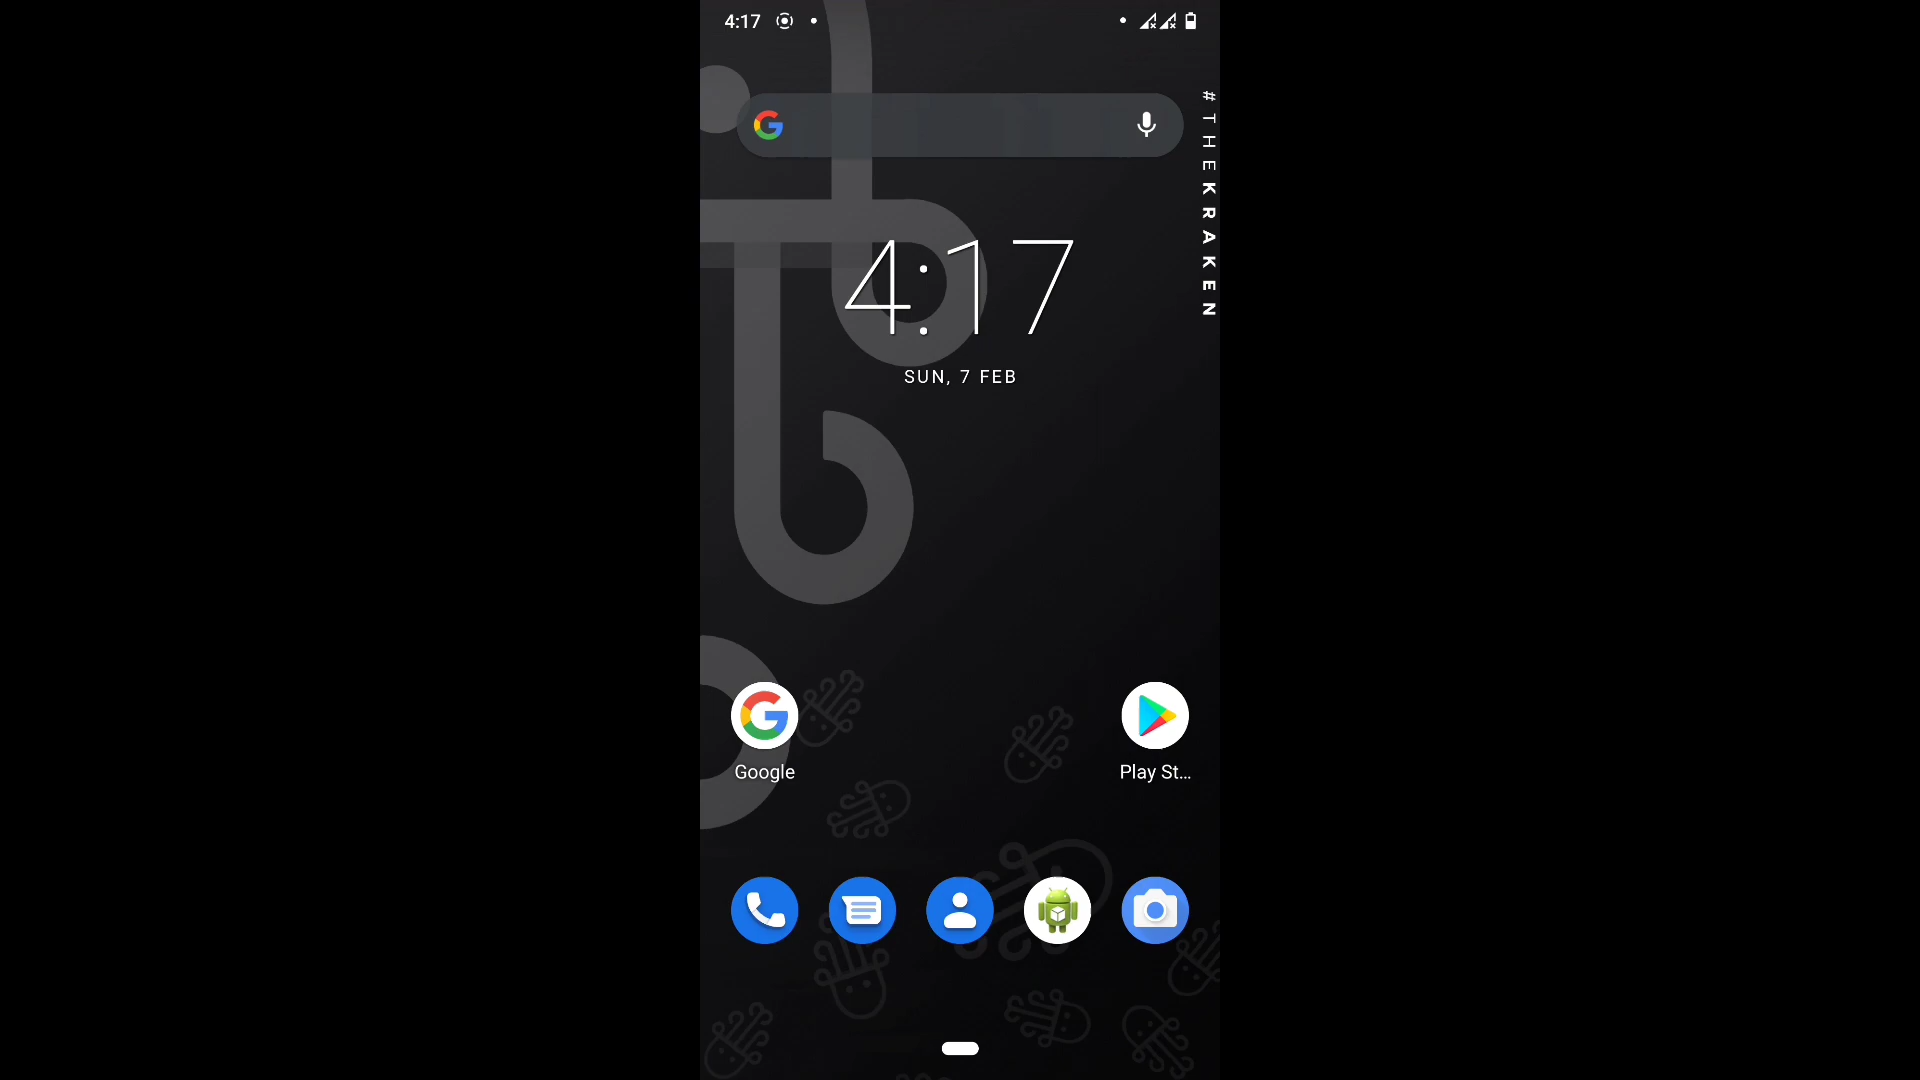 4:17
#THEKRAKEN
4:17
SUN, 7 FEB
Google
Play St...